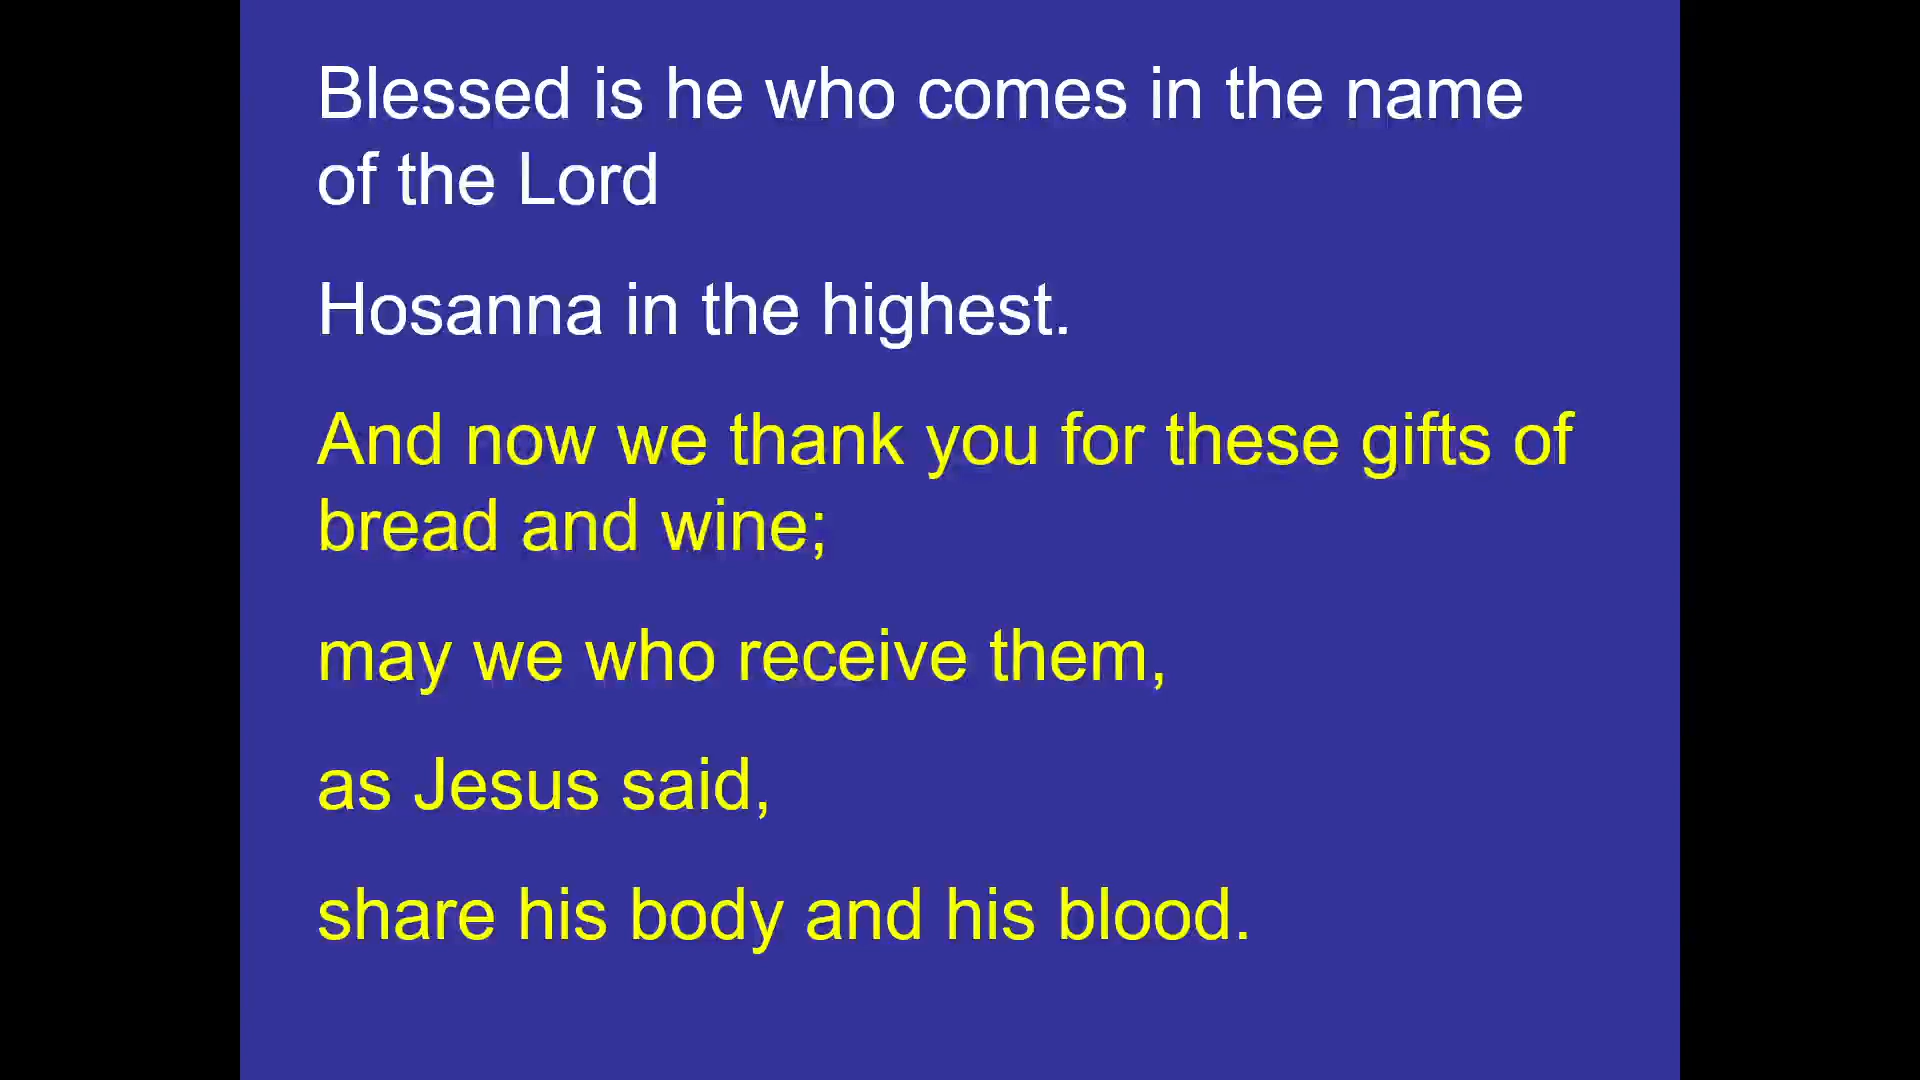 Blessed is he who comes in the name
of the Lord
Hosanna in the highest.
And now we thank you for these gifts of
bread and wine;
may we who receive them,
as Jesus said,
share his body and his blood.